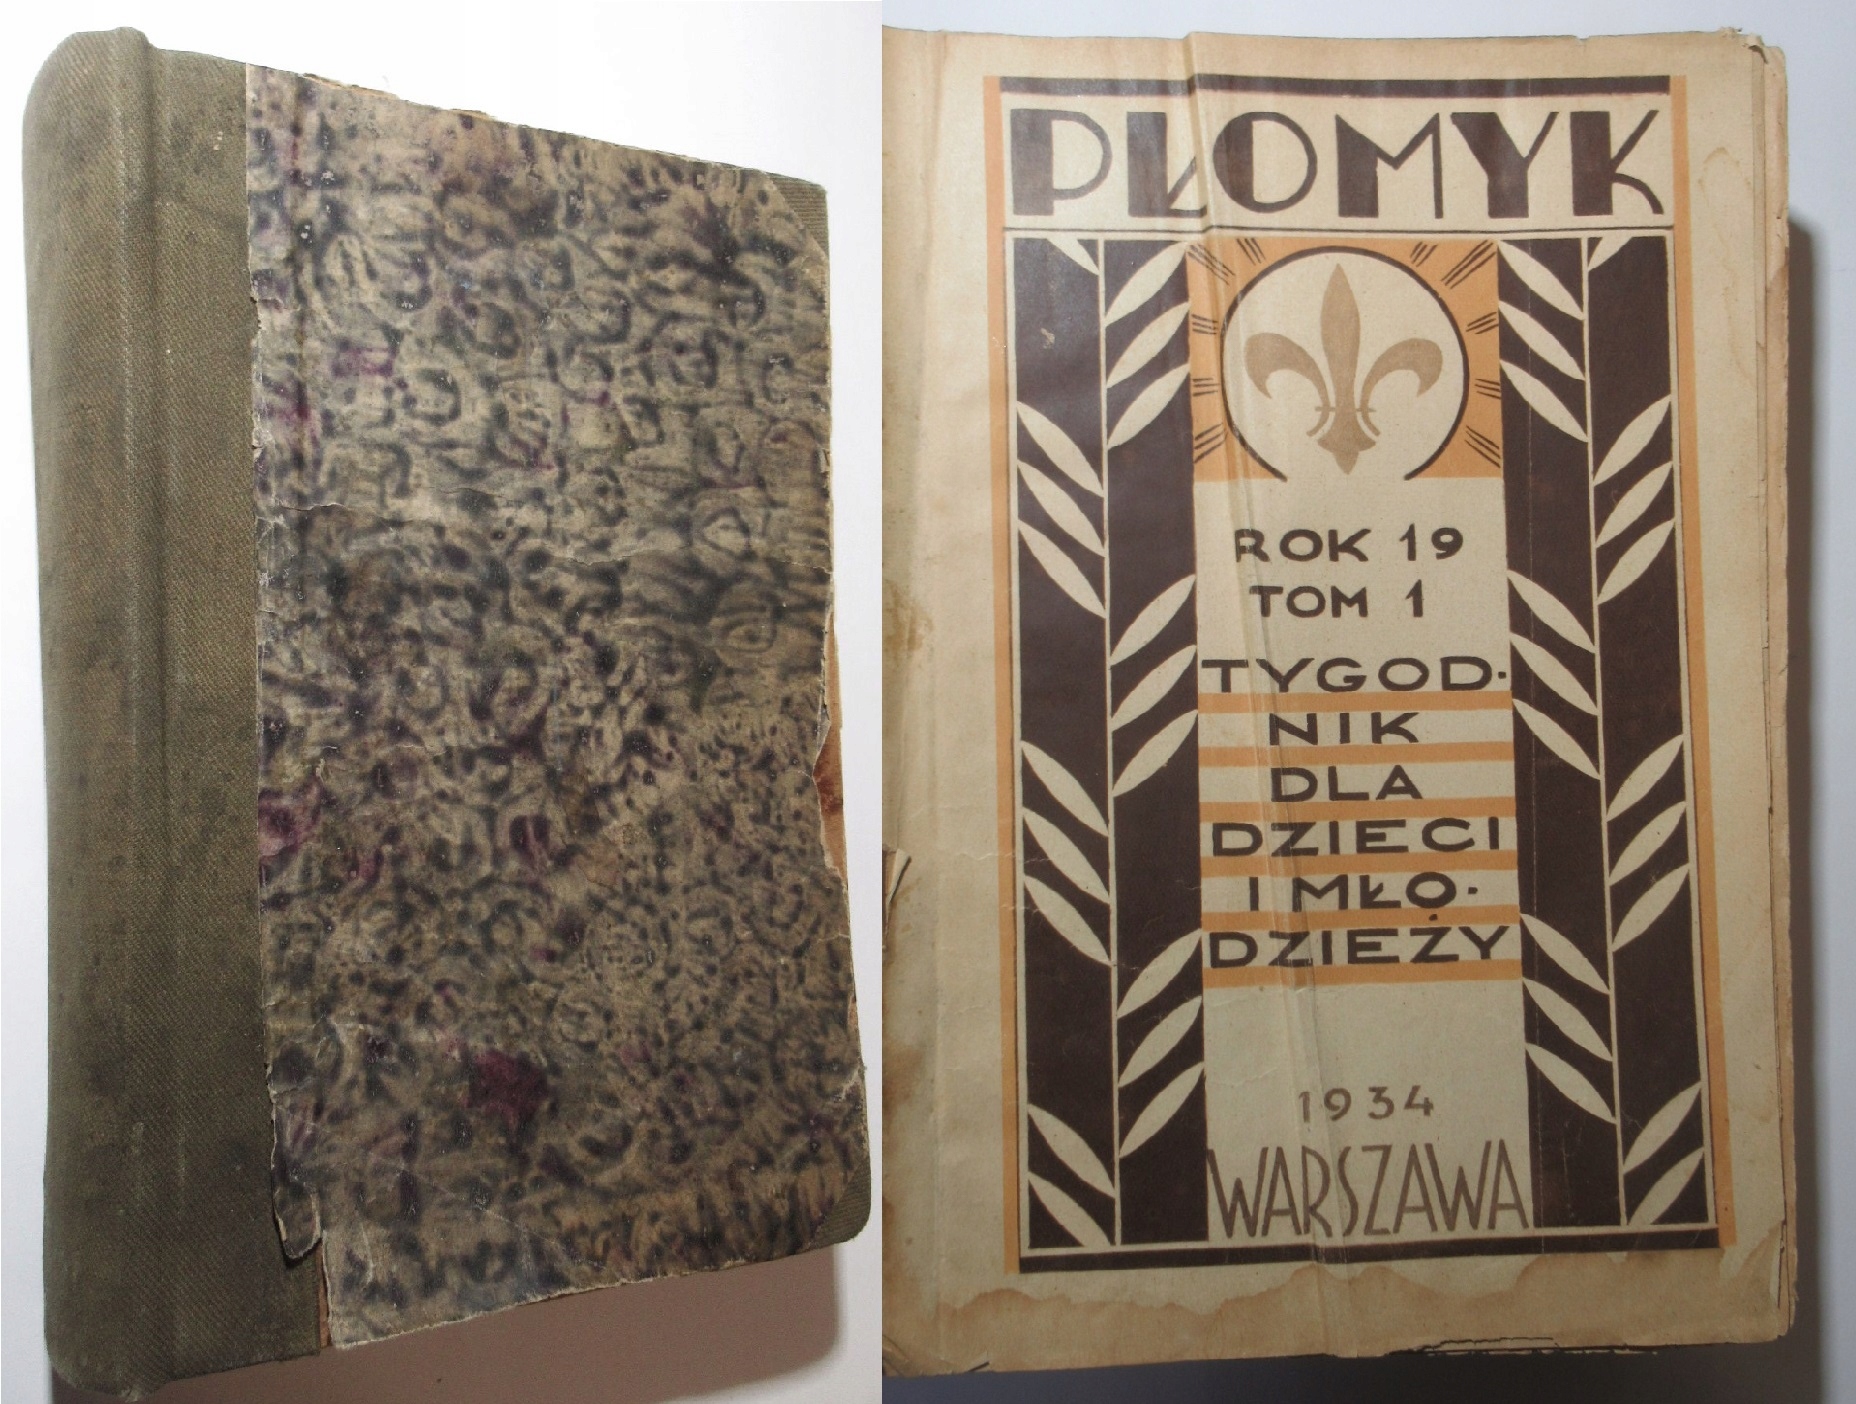 PŁOMYK
ROK 19
TOM 1
TYGOD·
NIK
DLA
DZIECI
I MŁO·
DZIEŻY
1934
WARSZAWA